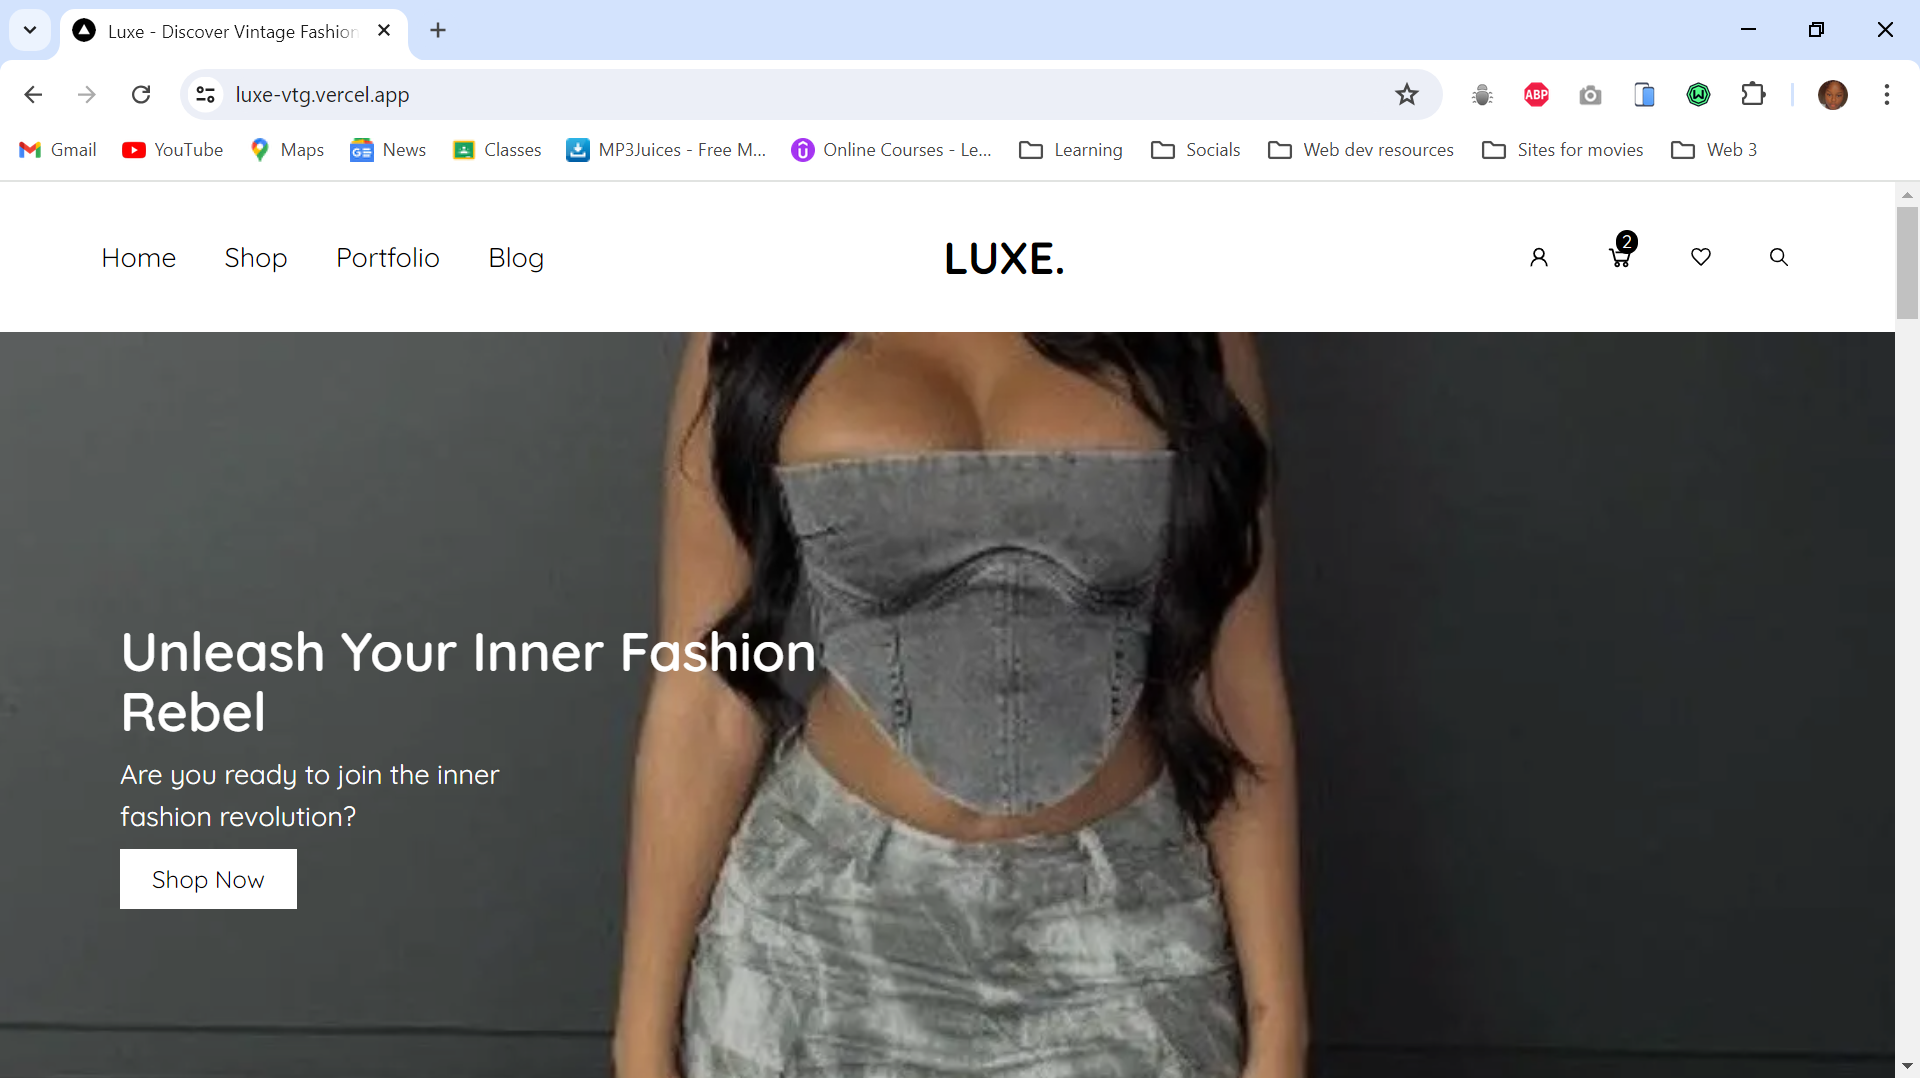 Luxe - Discover Vintage Fashion
luxe-vtg.vercel.app
ABP
Gmail YouTube Maps News Classes MP3Juices - Free M... Online Courses - Le... Learning Socials Web dev resources Sites for movies Web 3
Home Shop Portfolio Blog LUXE. 2
Unleash Your Inner Fashion
Rebel
Are you ready to join the inner
fashion revolution?
Shop Now